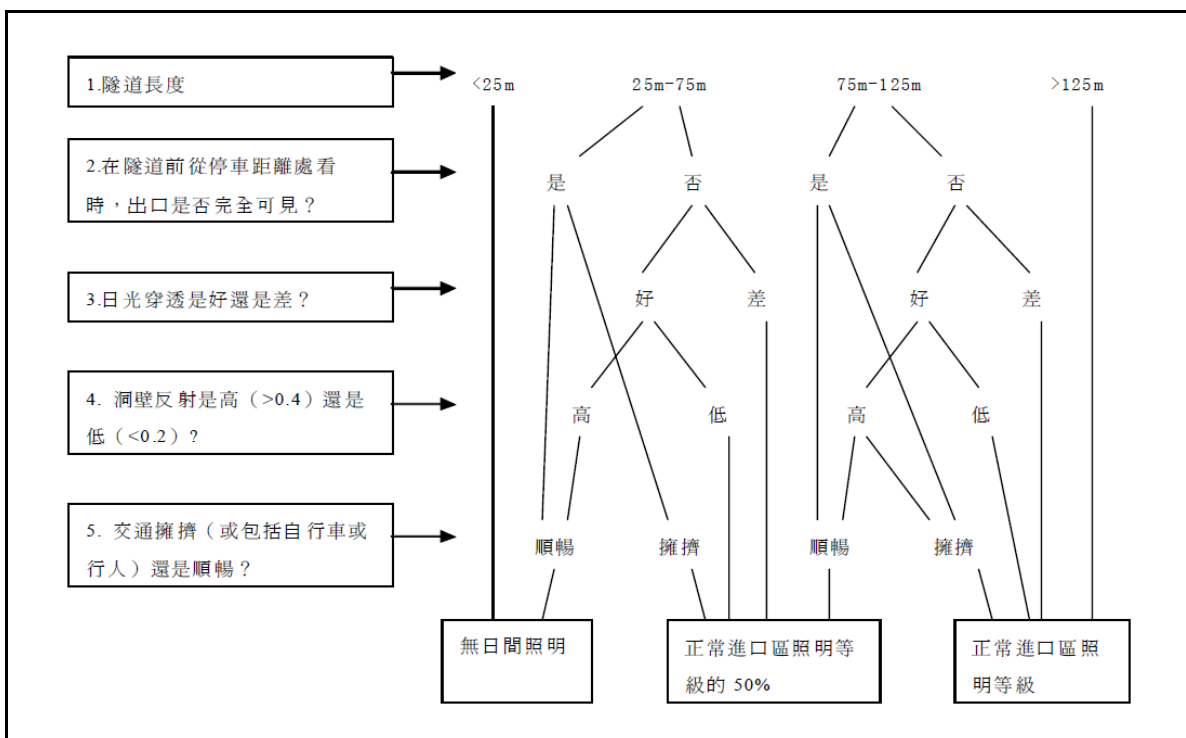 1.隧道長度
<25m 25m-75m 75m-125m >125m
2.在隧道前從停車距離處看
時，出口是否完全可見？
是 否 是 否
3.日光穿透是好還是差？
好 差 好 差
4. 洞壁反射是高（>0.4）還是
低（<0.2）?
高 低 高 低
5. 交通擁擠（或包括自行車或
行人）還是順暢？
順暢 擁擠 順暢 擁擠
無日間照明
正常進口區照明等
級的 50%
正常進口區照
明等級